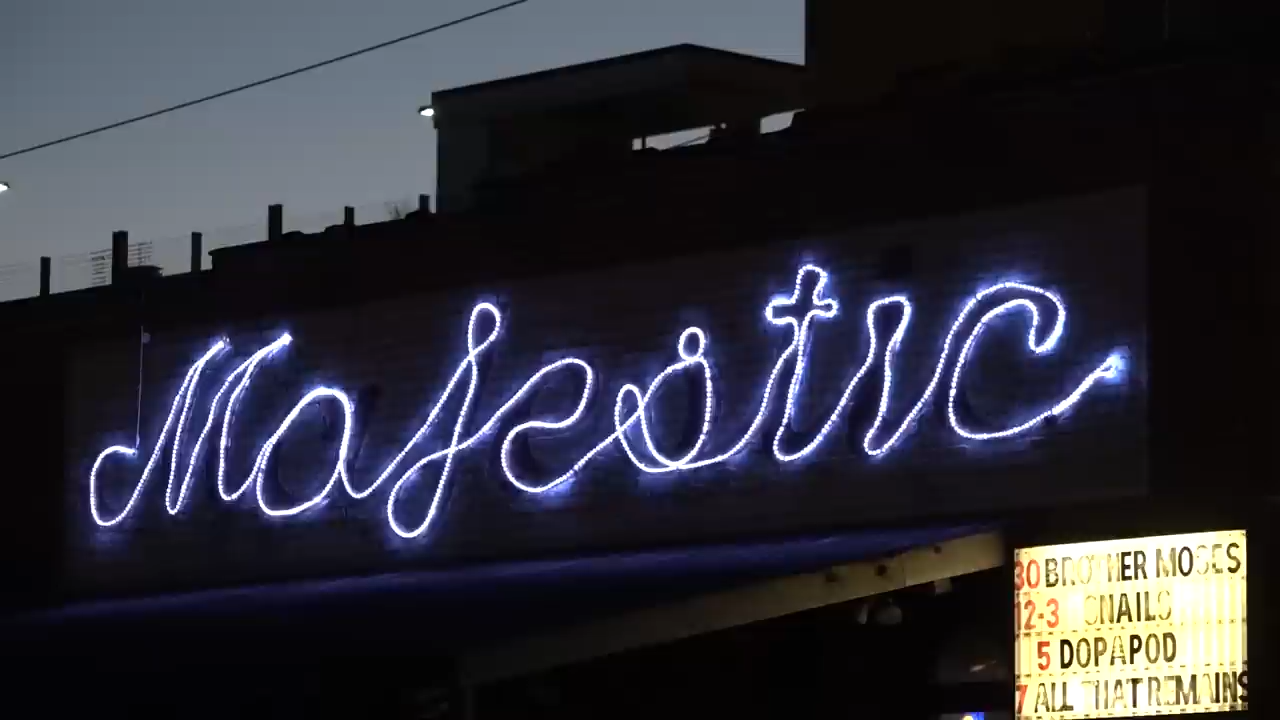 Majestic
30 BROTHER MOSES
12-3 SNAILS
5 DOPAPOD
7 ALL THAT REMAINS